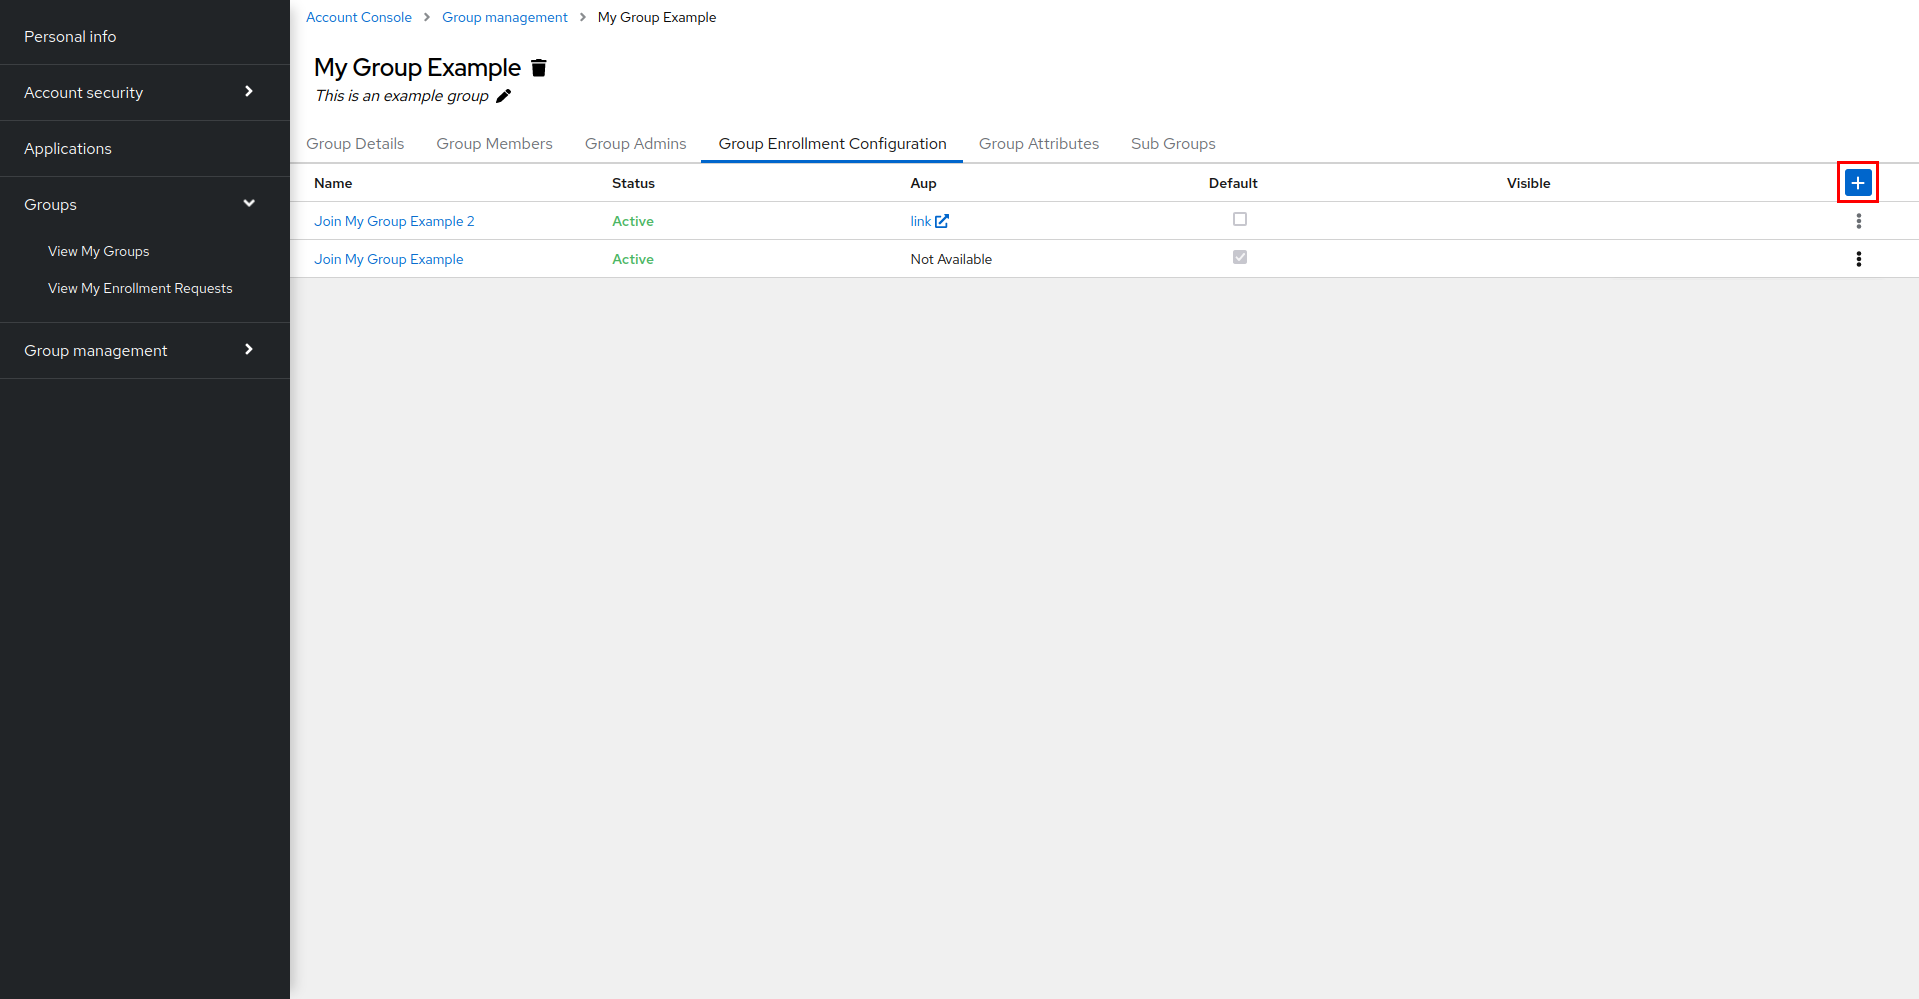 Personal info
Account security
Applications
Groups
View My Groups
View My Enrollment Requests
Group management
Account Console > Group management > My Group Example
My Group Example
This is an example group
Group Details Group Members Group Admins Group Enrollment Configuration Group Attributes Sub Groups
Name Status Aup Default Visible
Join My Group Example 2 Active link
Join My Group Example Active Not Available